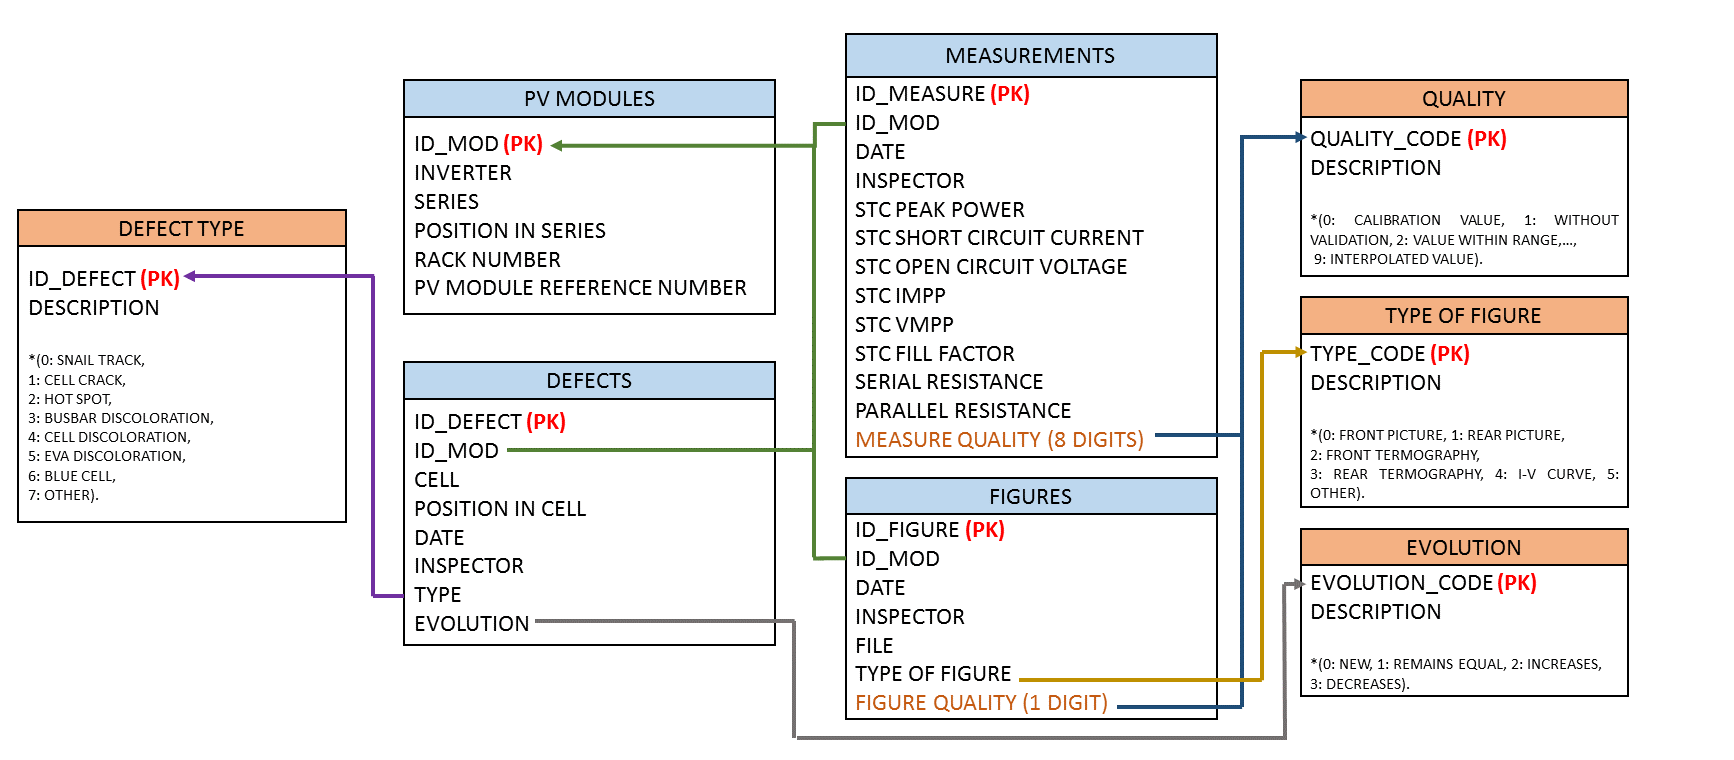 DEFECT TYPE
ID_DEFECT (PK)
DESCRIPTION
*(0: SNAIL TRACK,
1: CELL CRACK,
2: HOT SPOT,
3: BUSBAR DISCOLORATION,
4: CELL DISCOLORATION,
5: EVA DISCOLORATION,
6: BLUE CELL,
7: OTHER).
PV MODULES
ID_MOD (PK)
INVERTER
SERIES
POSITION IN SERIES
RACK NUMBER
PV MODULE REFERENCE NUMBER
DEFECTS
ID_DEFECT (PK)
ID_MOD
CELL
POSITION IN CELL
DATE
INSPECTOR
TYPE
EVOLUTION
MEASUREMENTS
ID_MEASURE (PK)
ID_MOD
DATE
INSPECTOR
STC PEAK POWER
STC SHORT CIRCUIT CURRENT
STC OPEN CIRCUIT VOLTAGE
STC IMPP
STC VMPP
STC FILL FACTOR
SERIAL RESISTANCE
PARALLEL RESISTANCE
MEASURE QUALITY (8 DIGITS)
FIGURES
ID_FIGURE (PK)
ID_MOD
DATE
INSPECTOR
FILE
TYPE OF FIGURE
FIGURE QUALITY (1 DIGIT)
QUALITY
QUALITY_CODE (PK)
DESCRIPTION
*(0: CALIBRATION VALUE, 1: WITHOUT
VALIDATION, 2: VALUE WITHIN RANGE,...,
9: INTERPOLATED VALUE).
TYPE OF FIGURE
TYPE_CODE (PK)
DESCRIPTION
*(0: FRONT PICTURE, 1: REAR PICTURE,
2: FRONT TERMOGRAPHY,
3: REAR TERMOGRAPHY, 4: I-V CURVE, 5:
OTHER).
EVOLUTION
EVOLUTION_CODE (PK)
DESCRIPTION
*(0: NEW, 1: REMAINS EQUAL, 2: INCREASES,
3: DECREASES).